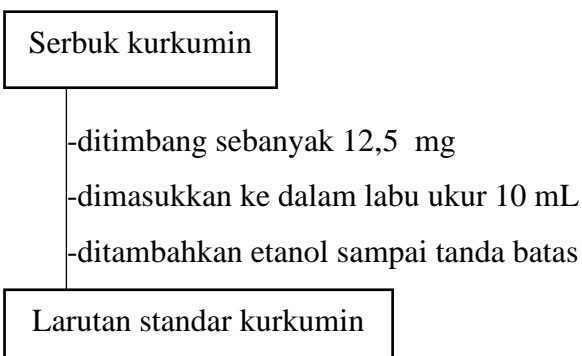 Serbuk kurkumin
-ditimbang sebanyak 12,5  mg
-dimasukkan ke dalam labu ukur 10 mL
-ditambahkan etanol sampai tanda batas
Larutan standar kurkumin